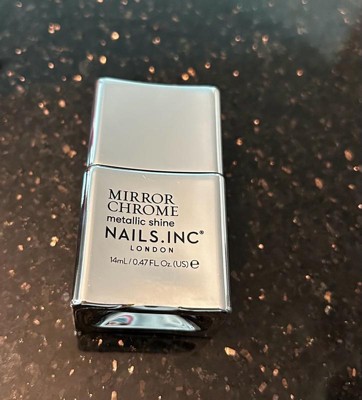 MIRROR
CHROME
metallic shine
NAILS.INC®
LONDON
14mL/0.47 FL. Oz. (US) ℮